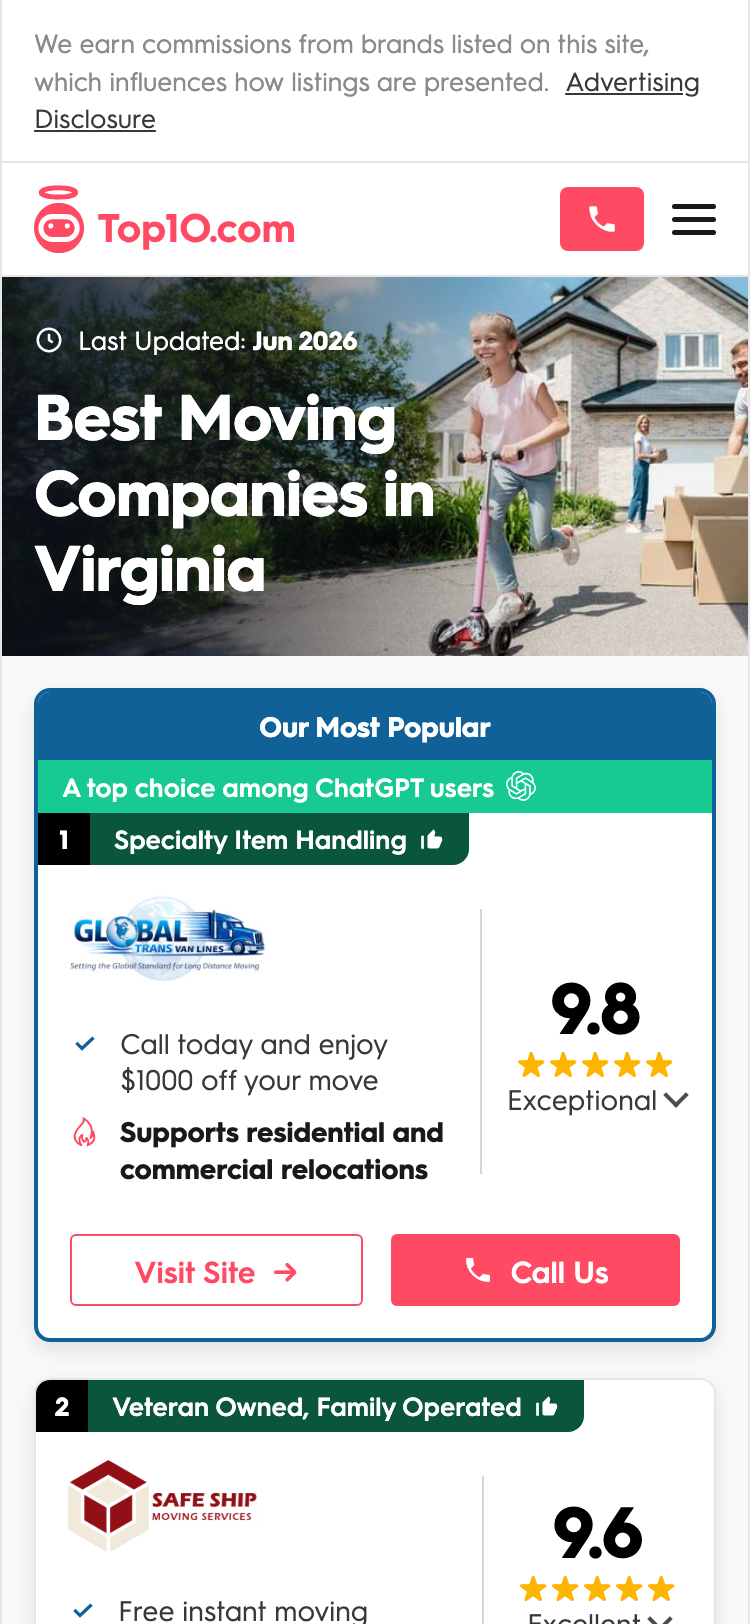 We earn commissions from brands listed on this site,
which influences how listings are presented. Advertising
Disclosure
Top10.com
Last Updated: Jun 2026
Best Moving
Companies in
Virginia
Our Most Popular
A top choice among ChatGPT users
1 Specialty Item Handling
GLOBAL
TRANS VAN LINES
Setting the Global Standard for Long Distance Moving
9.8
Exceptional
Call today and enjoy
$1000 off your move
Supports residential and
commercial relocations
Visit Site
Call Us
2 Veteran Owned, Family Operated
SAFE SHIP
MOVING SERVICES
9.6
Excellent
Free instant moving